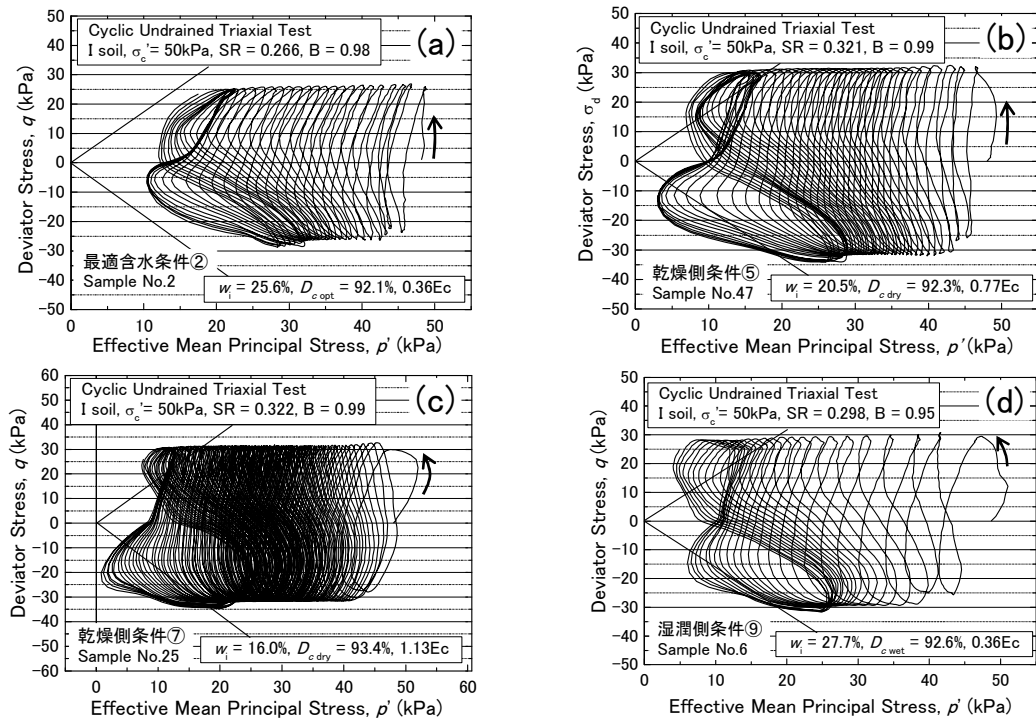 Cyclic Undrained Triaxial Test
I soil, σc'= 50kPa, SR = 0.266, B = 0.98
(a)
50
40
30
20
10
0
−10
−20
−30
−40
−50
Deviator Stress, q (kPa)
最適含水条件②
Sample No.2
wi = 25.6%, Dc opt = 92.1%, 0.36Ec
0 10 20 30 40 50
Effective Mean Principal Stress, p' (kPa)
Cyclic Undrained Triaxial Test
I soil, σc'= 50kPa, SR = 0.321, B = 0.99
(b)
50
40
30
20
10
0
−10
−20
−30
−40
−50
Deviator Stress, σd (kPa)
乾燥側条件⑤
Sample No.47
wi = 20.5%, Dc dry = 92.3%, 0.77Ec
0 10 20 30 40 50
Effective Mean Principal Stress, p' (kPa)
Cyclic Undrained Triaxial Test
I soil, σc'= 50kPa, SR = 0.322, B = 0.99
(c)
60
50
40
30
20
10
0
−10
−20
−30
−40
−50
−60
Deviator Stress, q (kPa)
乾燥側条件⑦
Sample No.25
wi = 16.0%, Dc dry = 93.4%, 1.13Ec
0 10 20 30 40 50 60
Effective Mean Principal Stress, p' (kPa)
Cyclic Undrained Triaxial Test
I soil, σc'= 50kPa, SR = 0.298, B = 0.95
(d)
50
40
30
20
10
0
−10
−20
−30
−40
−50
Deviator Stress, q (kPa)
湿潤側条件⑨
Sample No.6
wi = 27.7%, Dc wet = 92.6%, 0.36Ec
0 10 20 30 40 50
Effective Mean Principal Stress, p' (kPa)